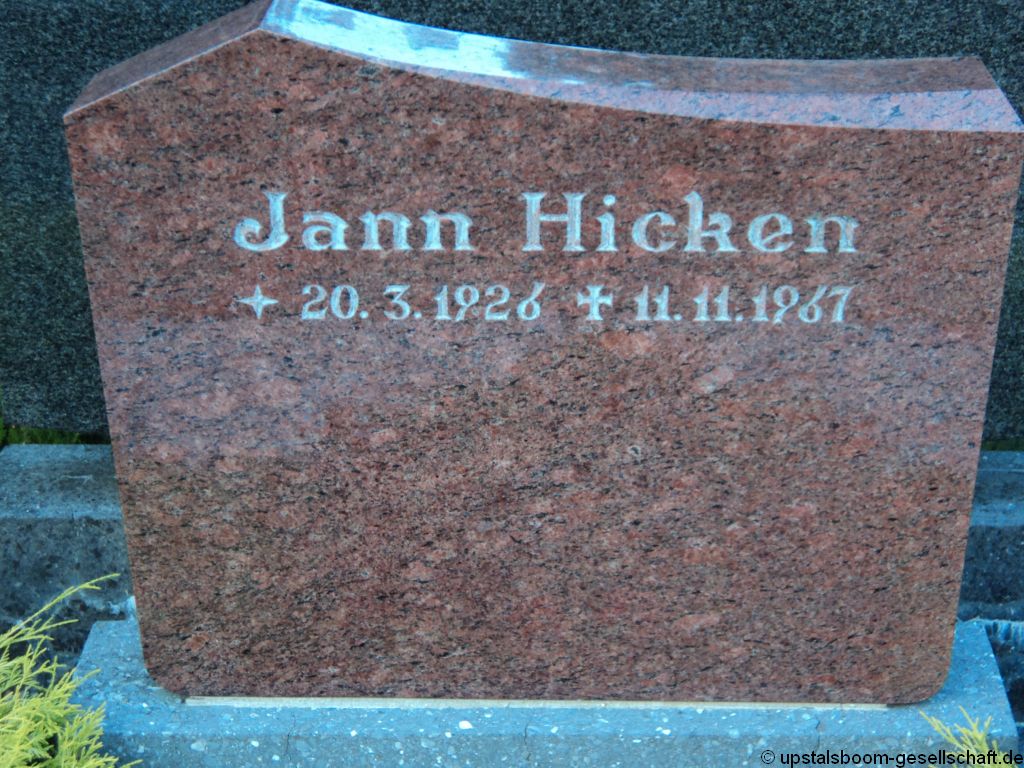 Jann Hicken
✦ 20.3.1926 ✝ 11.11.1967
© upstalsboom-gesellschaft.de